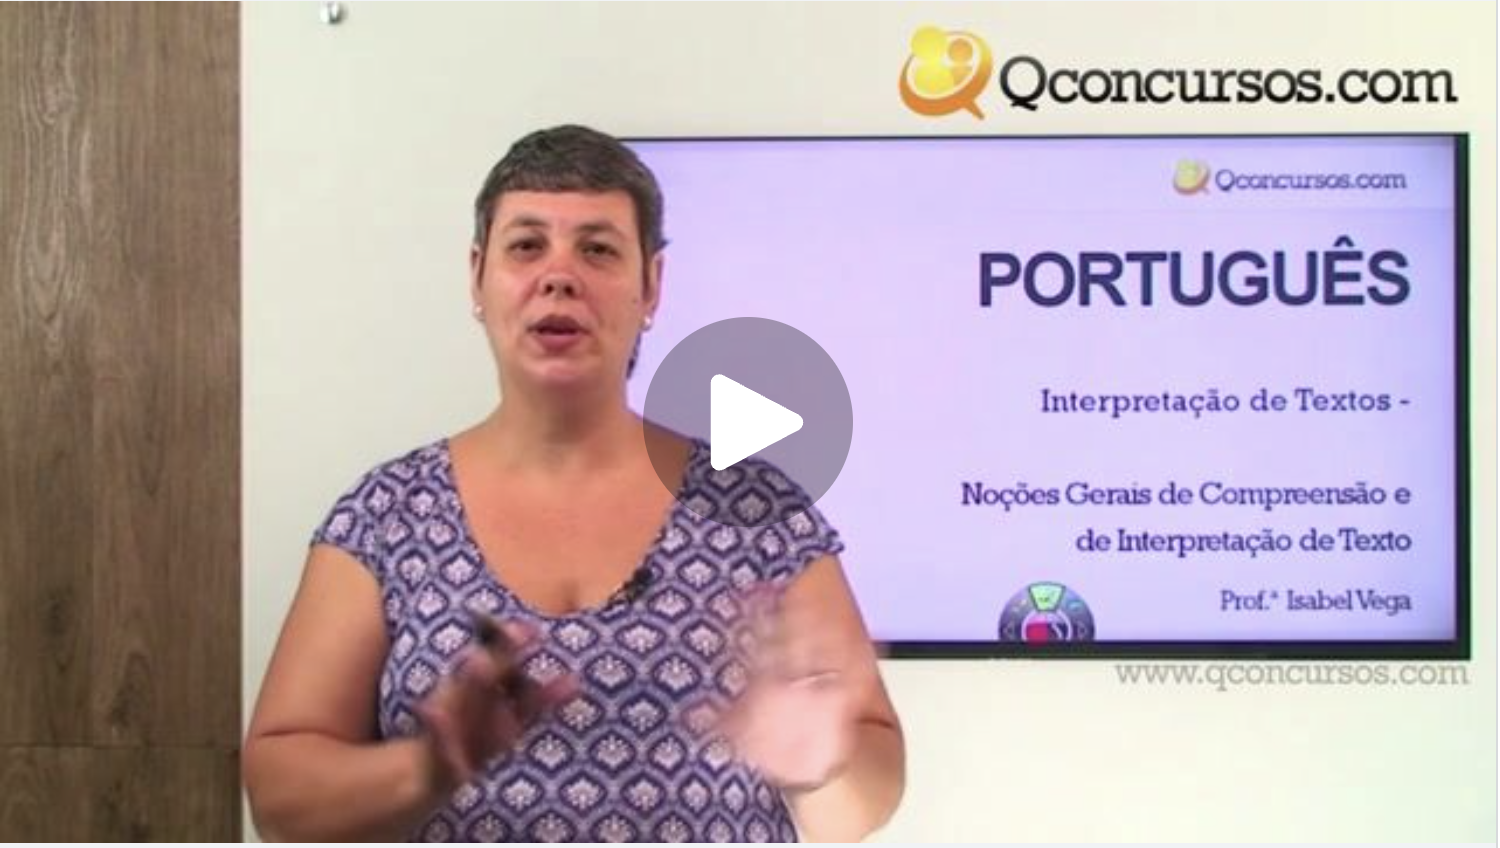 Qconcursos.com
Qconcursos.com
PORTUGUÊS
Interpretação de Textos -
Noções Gerais de Compreensão e
de Interpretação de Texto
Prof.ª Isabel Vega
www.qconcursos.com